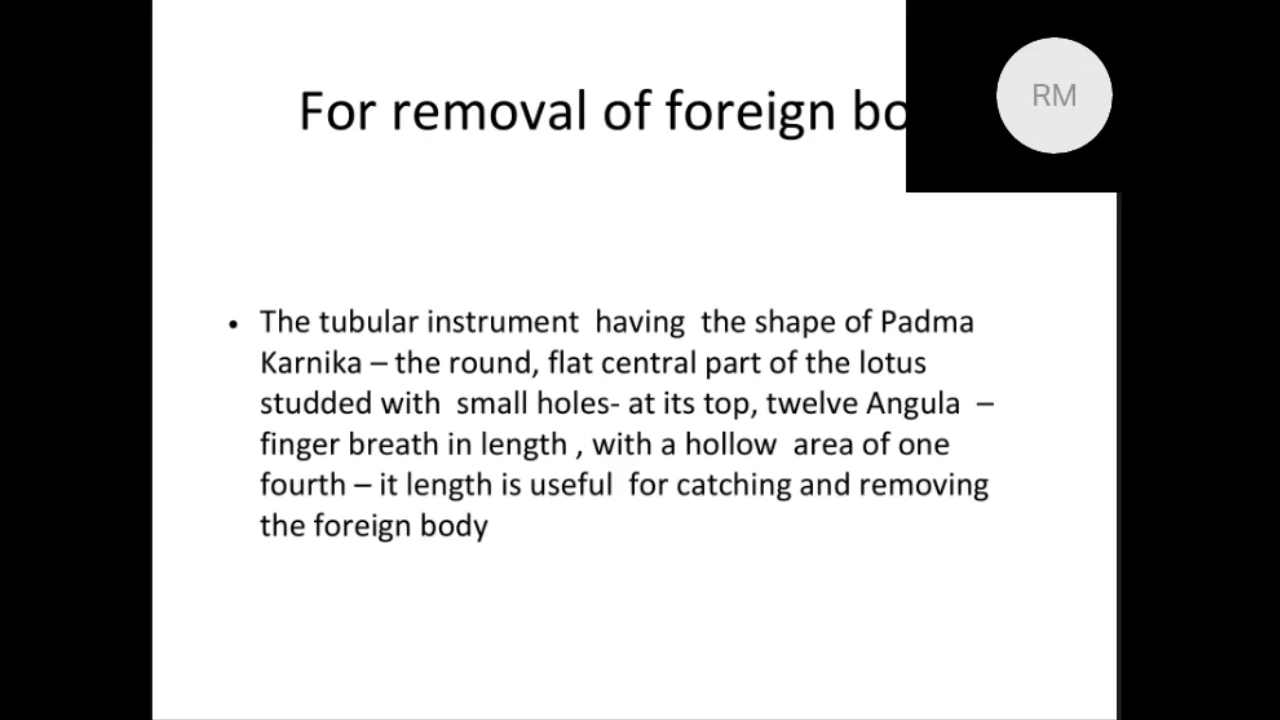 For removal of foreign
RM
• The tubular instrument having the shape of Padma
Karnika – the round, flat central part of the lotus
studded with small holes- at its top, twelve Angula –
finger breath in length , with a hollow area of one
fourth – it length is useful for catching and removing
the foreign body